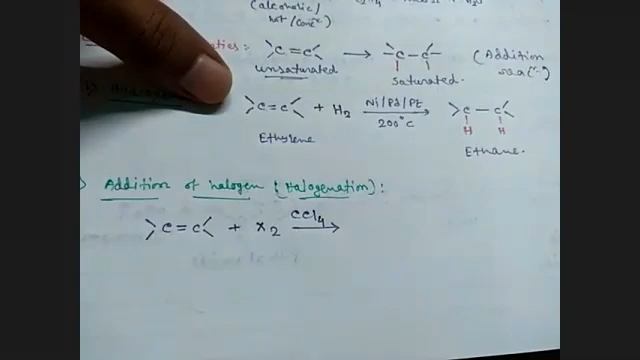 (alcoholic/
hot/conc
>C=C< → -C-C- (Addition
unsaturated
saturated.
>C=C< + H2 Ni/Pd/Pt 200°C → >C-C<
H H
Ethylene
Ethane.
) Addition of halogen (Halogenation):
>C=C< + X2 CCl4 →